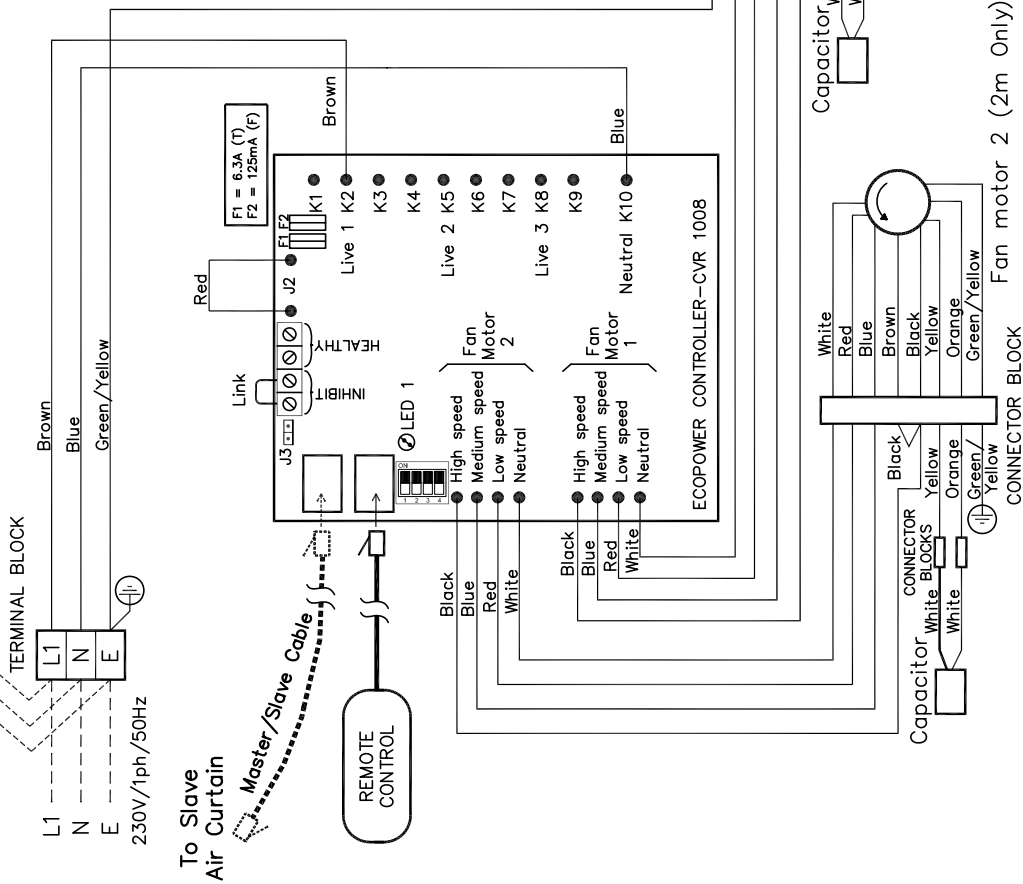 Capacitor
W
W
Fan motor 2 (2m Only)
F1 = 6.3A (T)
F2 = 125mA (F)
Brown
Blue
F1 F2
K1
K2
K3
K4
K5
K6
K7
K8
K9
K10
Live 1
Live 2
Live 3
Neutral
J2
Red
HEALTHY
INHIBIT
Link
J3
LED 1
ON
1 2 3 4
Fan
Motor
2
High speed
Medium speed
Low speed
Neutral
Fan
Motor
1
High speed
Medium speed
Low speed
Neutral
ECOPOWER CONTROLLER-CVR 1008
Brown
Blue
Green/Yellow
TERMINAL BLOCK
L1
N
E
L1
N
E
230V/1ph/50Hz
To Slave
Air Curtain
Master/Slave Cable
REMOTE
CONTROL
Black
Blue
Red
White
Black
Blue
Red
White
White
Red
Blue
Brown
Black
Yellow
Orange
Green/Yellow
CONNECTOR BLOCK
Black
Yellow
Orange
Green/
Yellow
CONNECTOR
BLOCKS
White
White
Capacitor